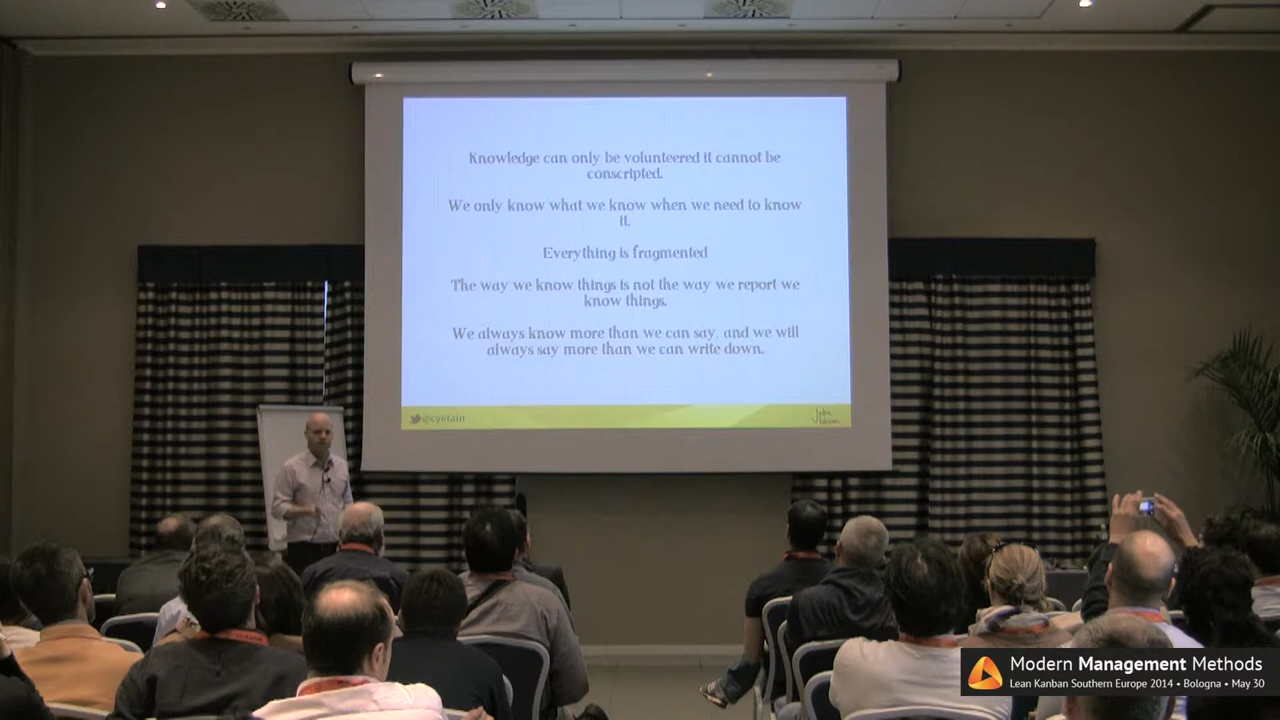 Knowledge can only be volunteered it cannot be
conscripted.
We only know what we know when we need to know
it.
Everything is fragmented
The way we know things is not the way we report we
know things.
We always know more than we can say, and we will
always say more than we can write down.
@cyetain
Modern Management Methods
Lean Kanban Southern Europe 2014 • Bologna • May 30